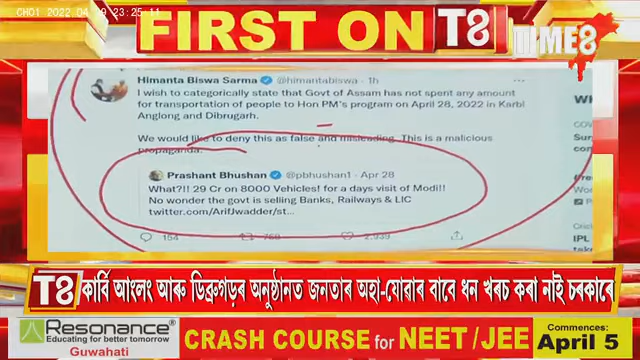 CH01 2022.04.29 23:25:11
FIRST ON T8
TIME8
Himanta Biswa Sarma @himantabiswa · 1h
I wish to categorically state that Govt of Assam has not spent any amount
for transportation of people to Hon PM's program on April 28, 2022 in Karbi
Anglong and Dibrugarh.
We would like to deny this as false and misleading. This is a malicious
propaganda.
Prashant Bhushan @pbhushan1 · Apr 28
What?!! 29 Cr on 8000 Vehicles! for a days visit of Modi!!
No wonder the govt is selling Banks, Railways & LIC
twitter.com/ArifJwadder/st...
154 768 2,939
T8 কাৰ্বি আংলং আৰু ডিব্ৰুগড়ৰ অনুষ্ঠানত জনতাৰ অহা-যোৱাৰ বাবে ধন খৰচ কৰা নাই চৰকাৰে
Resonance
Educating for better tomorrow
Guwahati
CRASH COURSE for NEET/JEE
Commences:
April 5